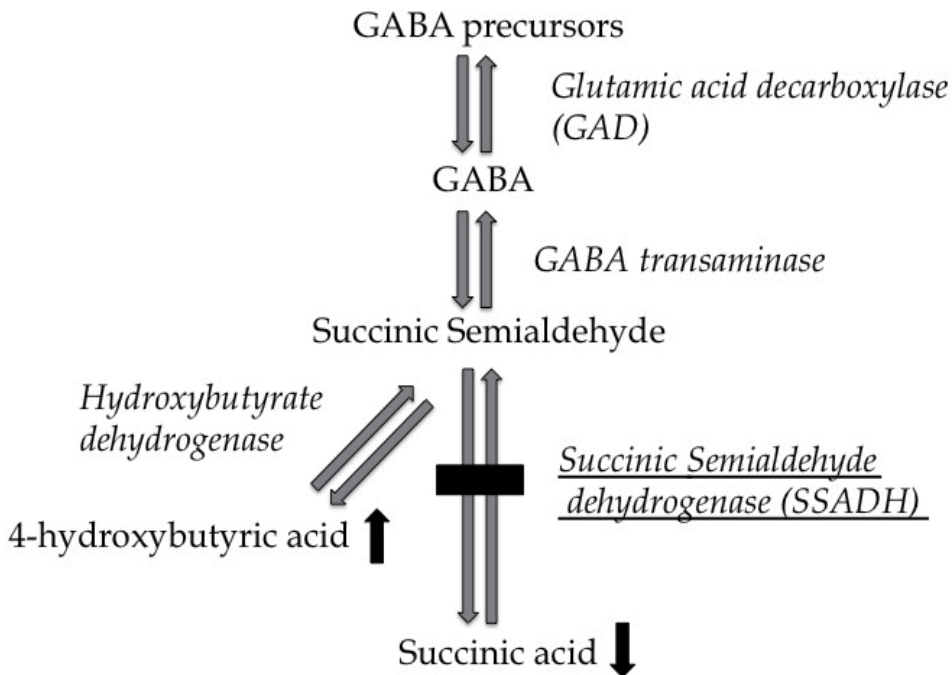 GABA precursors
Glutamic acid decarboxylase
(GAD)
GABA
GABA transaminase
Succinic Semialdehyde
Hydroxybutyrate
dehydrogenase
Succinic Semialdehyde
dehydrogenase (SSADH)
4-hydroxybutyric acid
Succinic acid